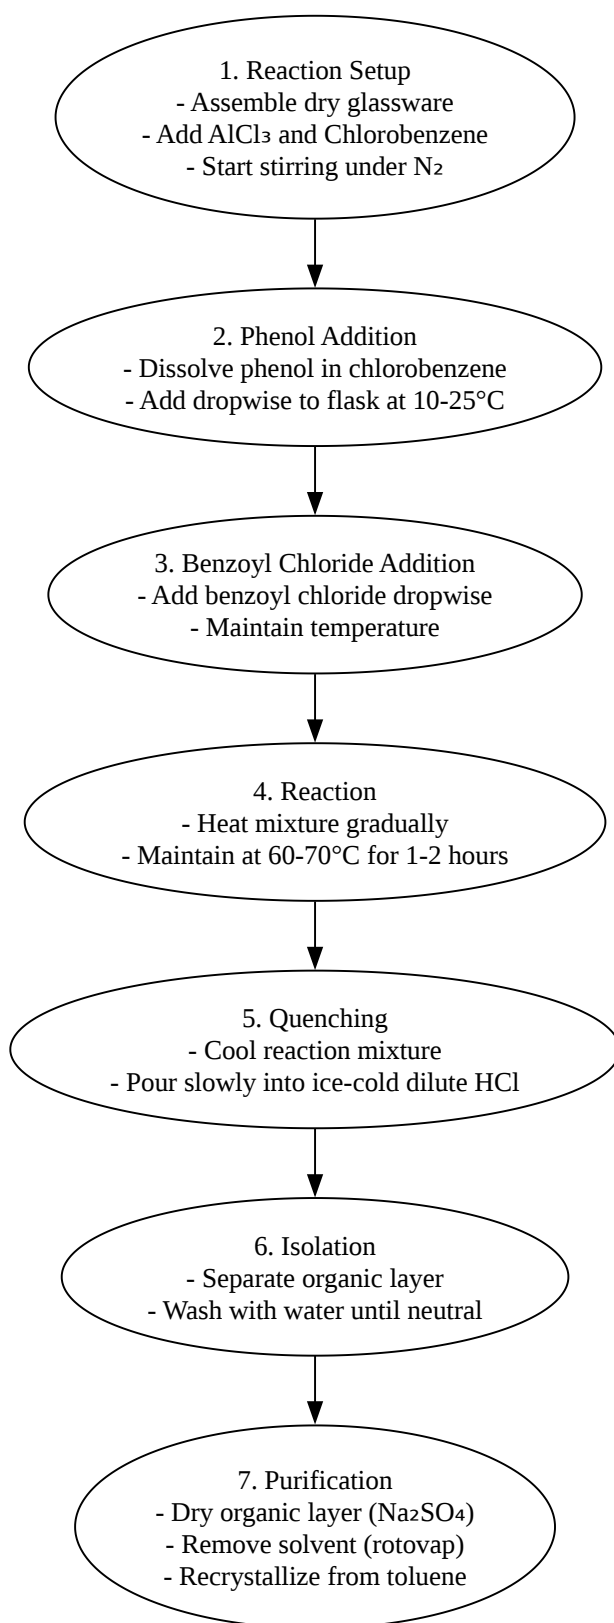 1. Reaction Setup
- Assemble dry glassware
- Add AlCl₃ and Chlorobenzene
- Start stirring under N₂
2. Phenol Addition
- Dissolve phenol in chlorobenzene
- Add dropwise to flask at 10-25°C
3. Benzoyl Chloride Addition
- Add benzoyl chloride dropwise
- Maintain temperature
4. Reaction
- Heat mixture gradually
- Maintain at 60-70°C for 1-2 hours
5. Quenching
- Cool reaction mixture
- Pour slowly into ice-cold dilute HCl
6. Isolation
- Separate organic layer
- Wash with water until neutral
7. Purification
- Dry organic layer (Na₂SO₄)
- Remove solvent (rotovap)
- Recrystallize from toluene